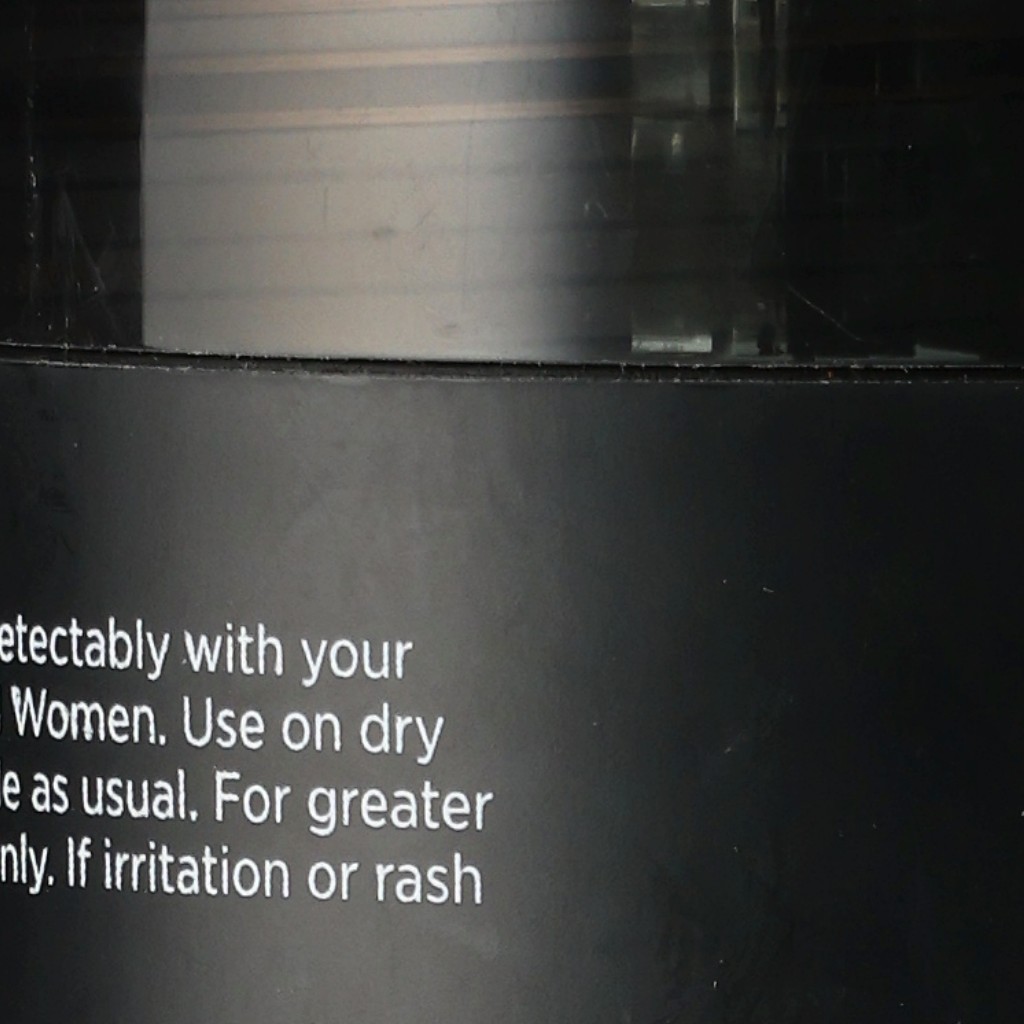 etectably with your
Women. Use on dry
as usual. For greater
nly. If irritation or rash